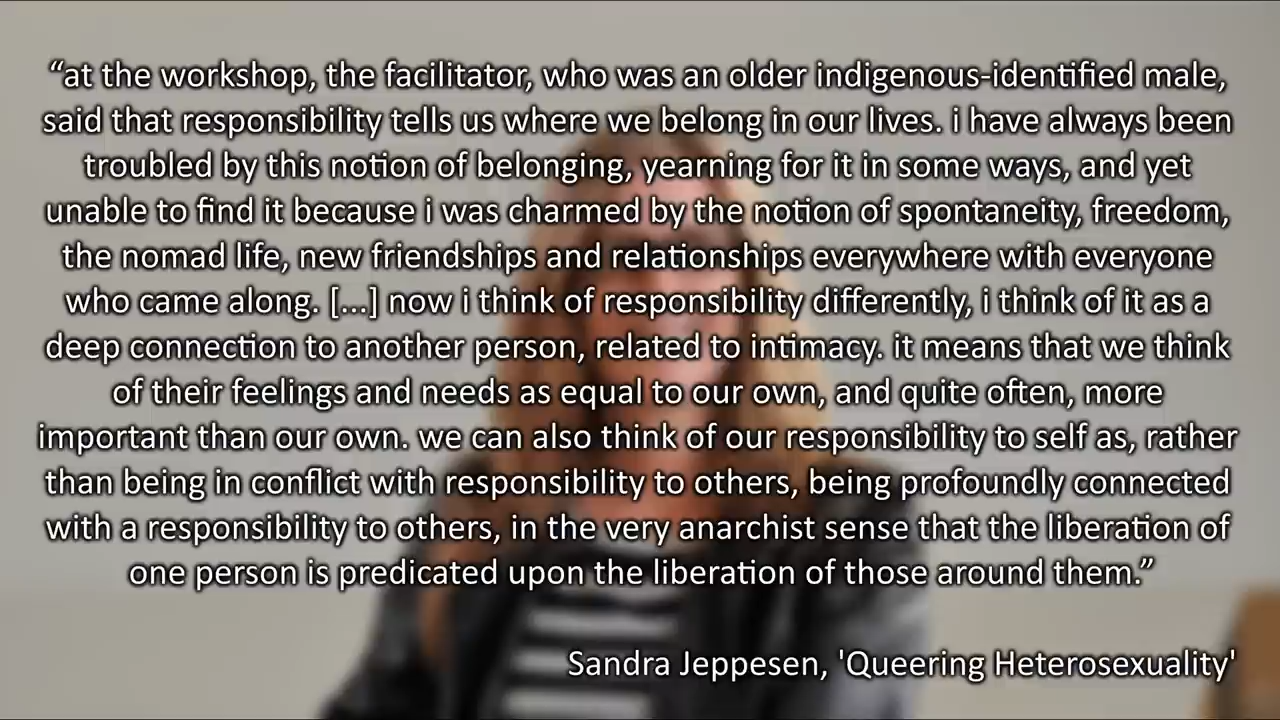 “at the workshop, the facilitator, who was an older indigenous-identified male,
said that responsibility tells us where we belong in our lives. i have always been
troubled by this notion of belonging, yearning for it in some ways, and yet
unable to find it because i was charmed by the notion of spontaneity, freedom,
the nomad life, new friendships and relationships everywhere with everyone
who came along. [...] now i think of responsibility differently, i think of it as a
deep connection to another person, related to intimacy. it means that we think
of their feelings and needs as equal to our own, and quite often, more
important than our own. we can also think of our responsibility to self as, rather
than being in conflict with responsibility to others, being profoundly connected
with a responsibility to others, in the very anarchist sense that the liberation of
one person is predicated upon the liberation of those around them.”
Sandra Jeppesen, 'Queering Heterosexuality'